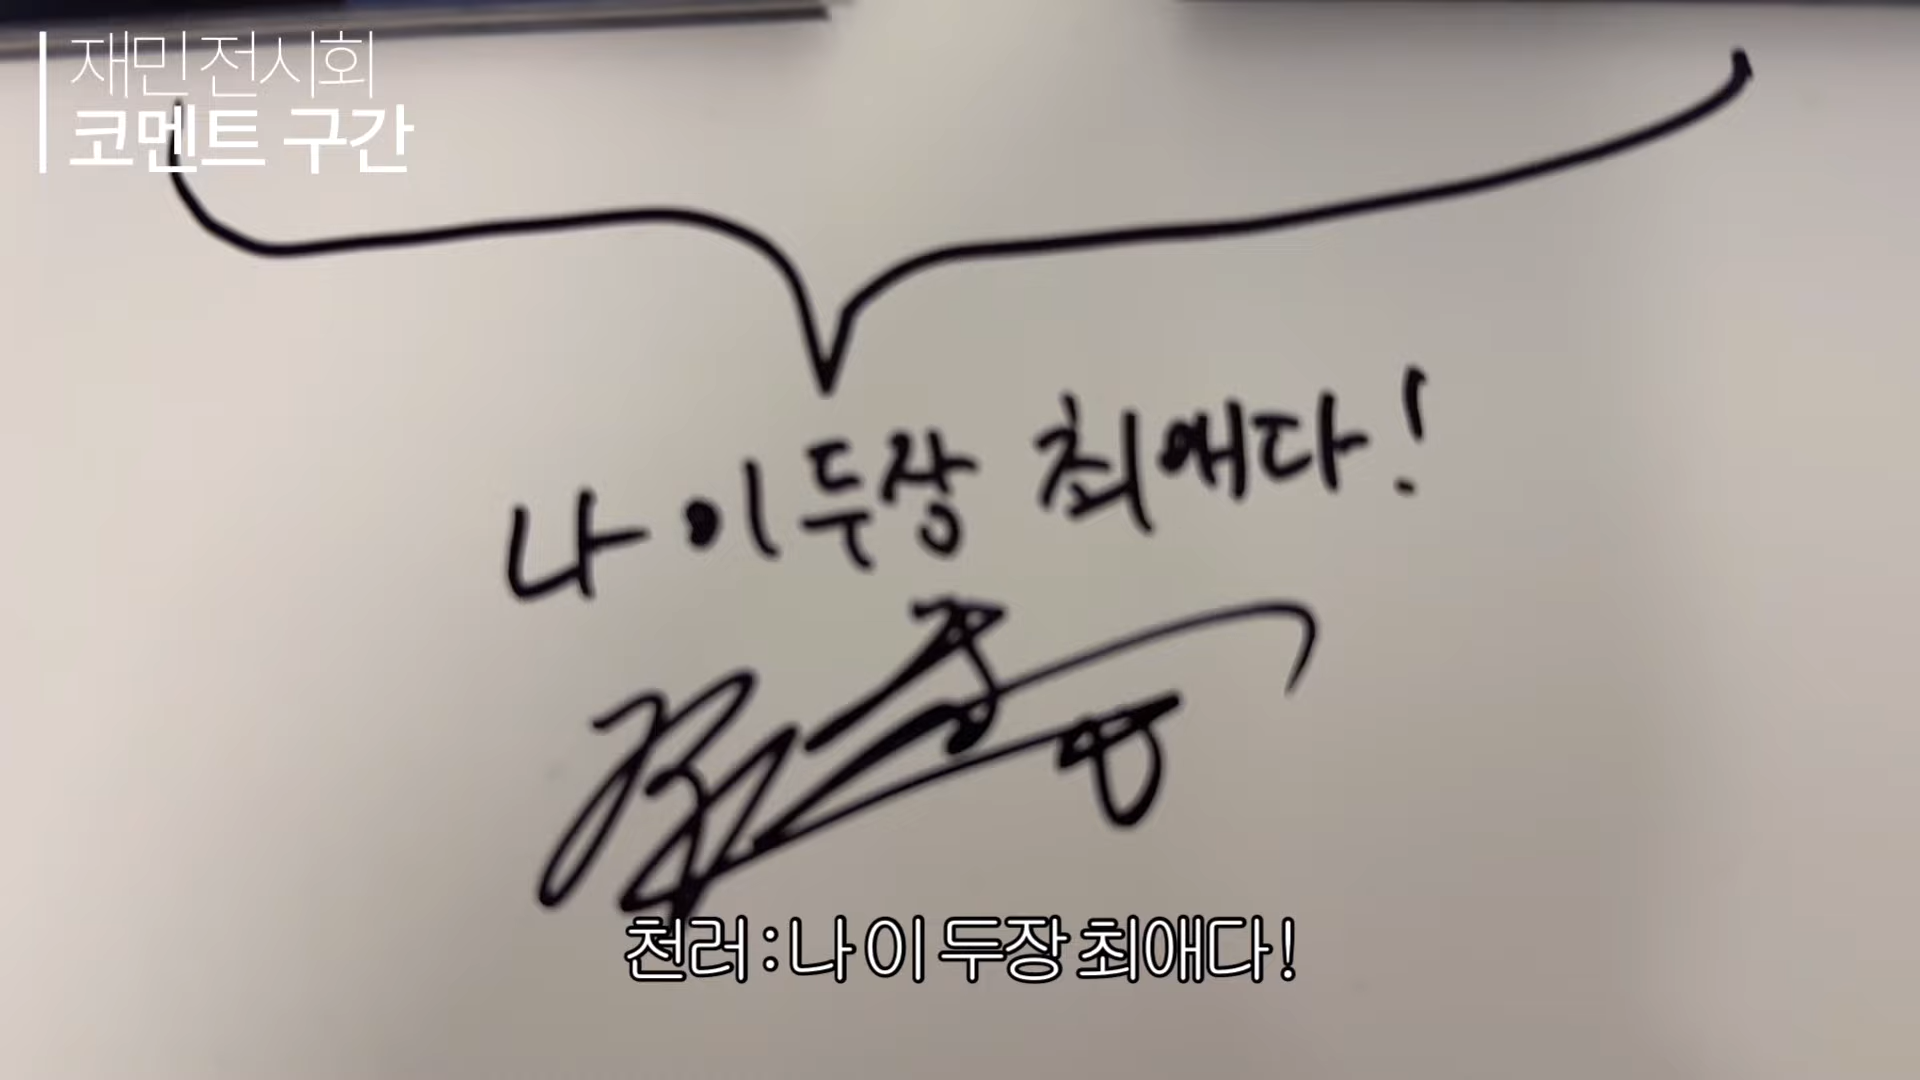 재민 전시회
코멘트 구간
나 이 두장 최애다!
천러 : 나 이 두장 최애다!